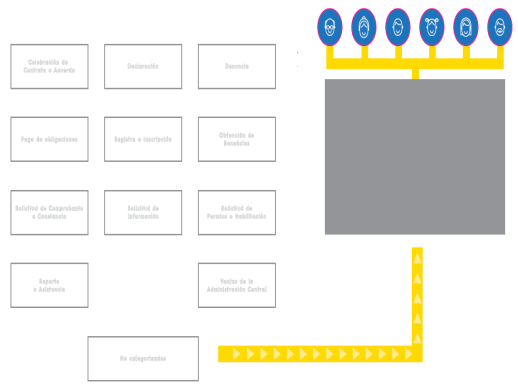 Celebración de
Contrato o Acuerdo
Declaración
Denuncia
Pago de obligaciones
Registro o inscripción
Obtención de
Beneficios
Solicitud de Comprobante
o Constancia
Solicitud de
Información
Solicitud de
Permiso o Habilitación
Soporte
o Asistencia
Ventas de la
Administración Central
No categorizados